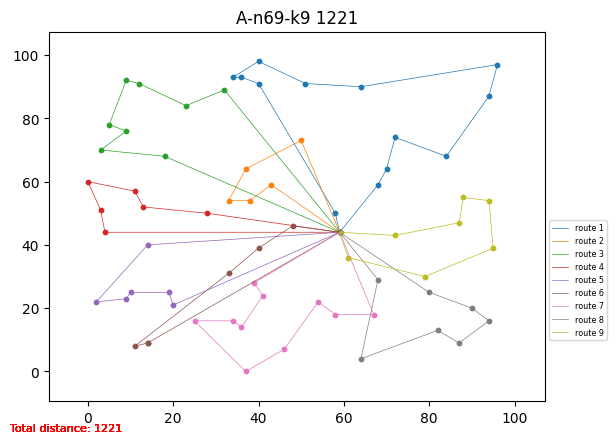 A-n69-k9 1221
100
80
60
40
20
0
0 20 40 60 80 100
route 1
route 2
route 3
route 4
route 5
route 6
route 7
route 8
route 9
Total distance: 1221